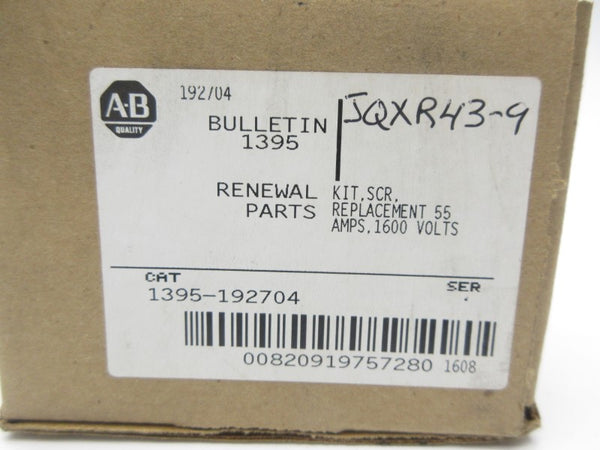 A-B
QUALITY
192704
BULLETIN
1395
JQXR43-9
RENEWAL
PARTS
KIT,SCR,
REPLACEMENT 55
AMPS,1600 VOLTS
CAT
SER
1395-192704
00820919757280 1608